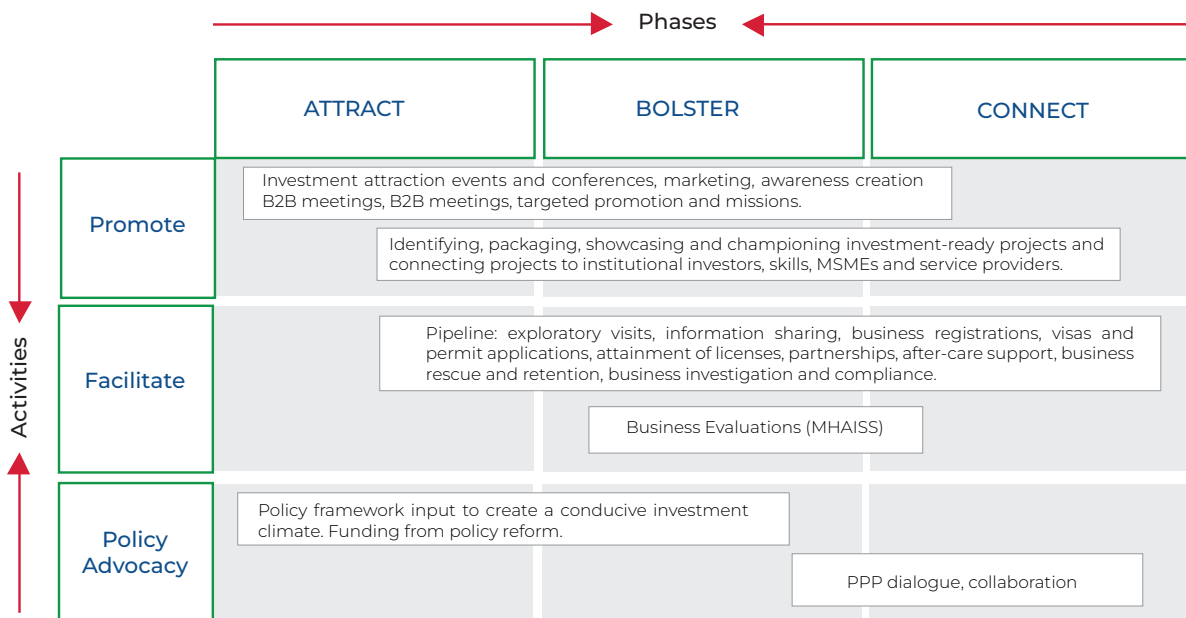 Phases
ATTRACT
BOLSTER
CONNECT
Promote
Investment attraction events and conferences, marketing, awareness creation
B2B meetings, B2B meetings, targeted promotion and missions.
Identifying, packaging, showcasing and championing investment-ready projects and
connecting projects to institutional investors, skills, MSMEs and service providers.
Activities
Facilitate
Pipeline: exploratory visits, information sharing, business registrations, visas and
permit applications, attainment of licenses, partnerships, after-care support, business
rescue and retention, business investigation and compliance.
Business Evaluations (MHAISS)
Policy
Advocacy
Policy framework input to create a conducive investment
climate. Funding from policy reform.
PPP dialogue, collaboration